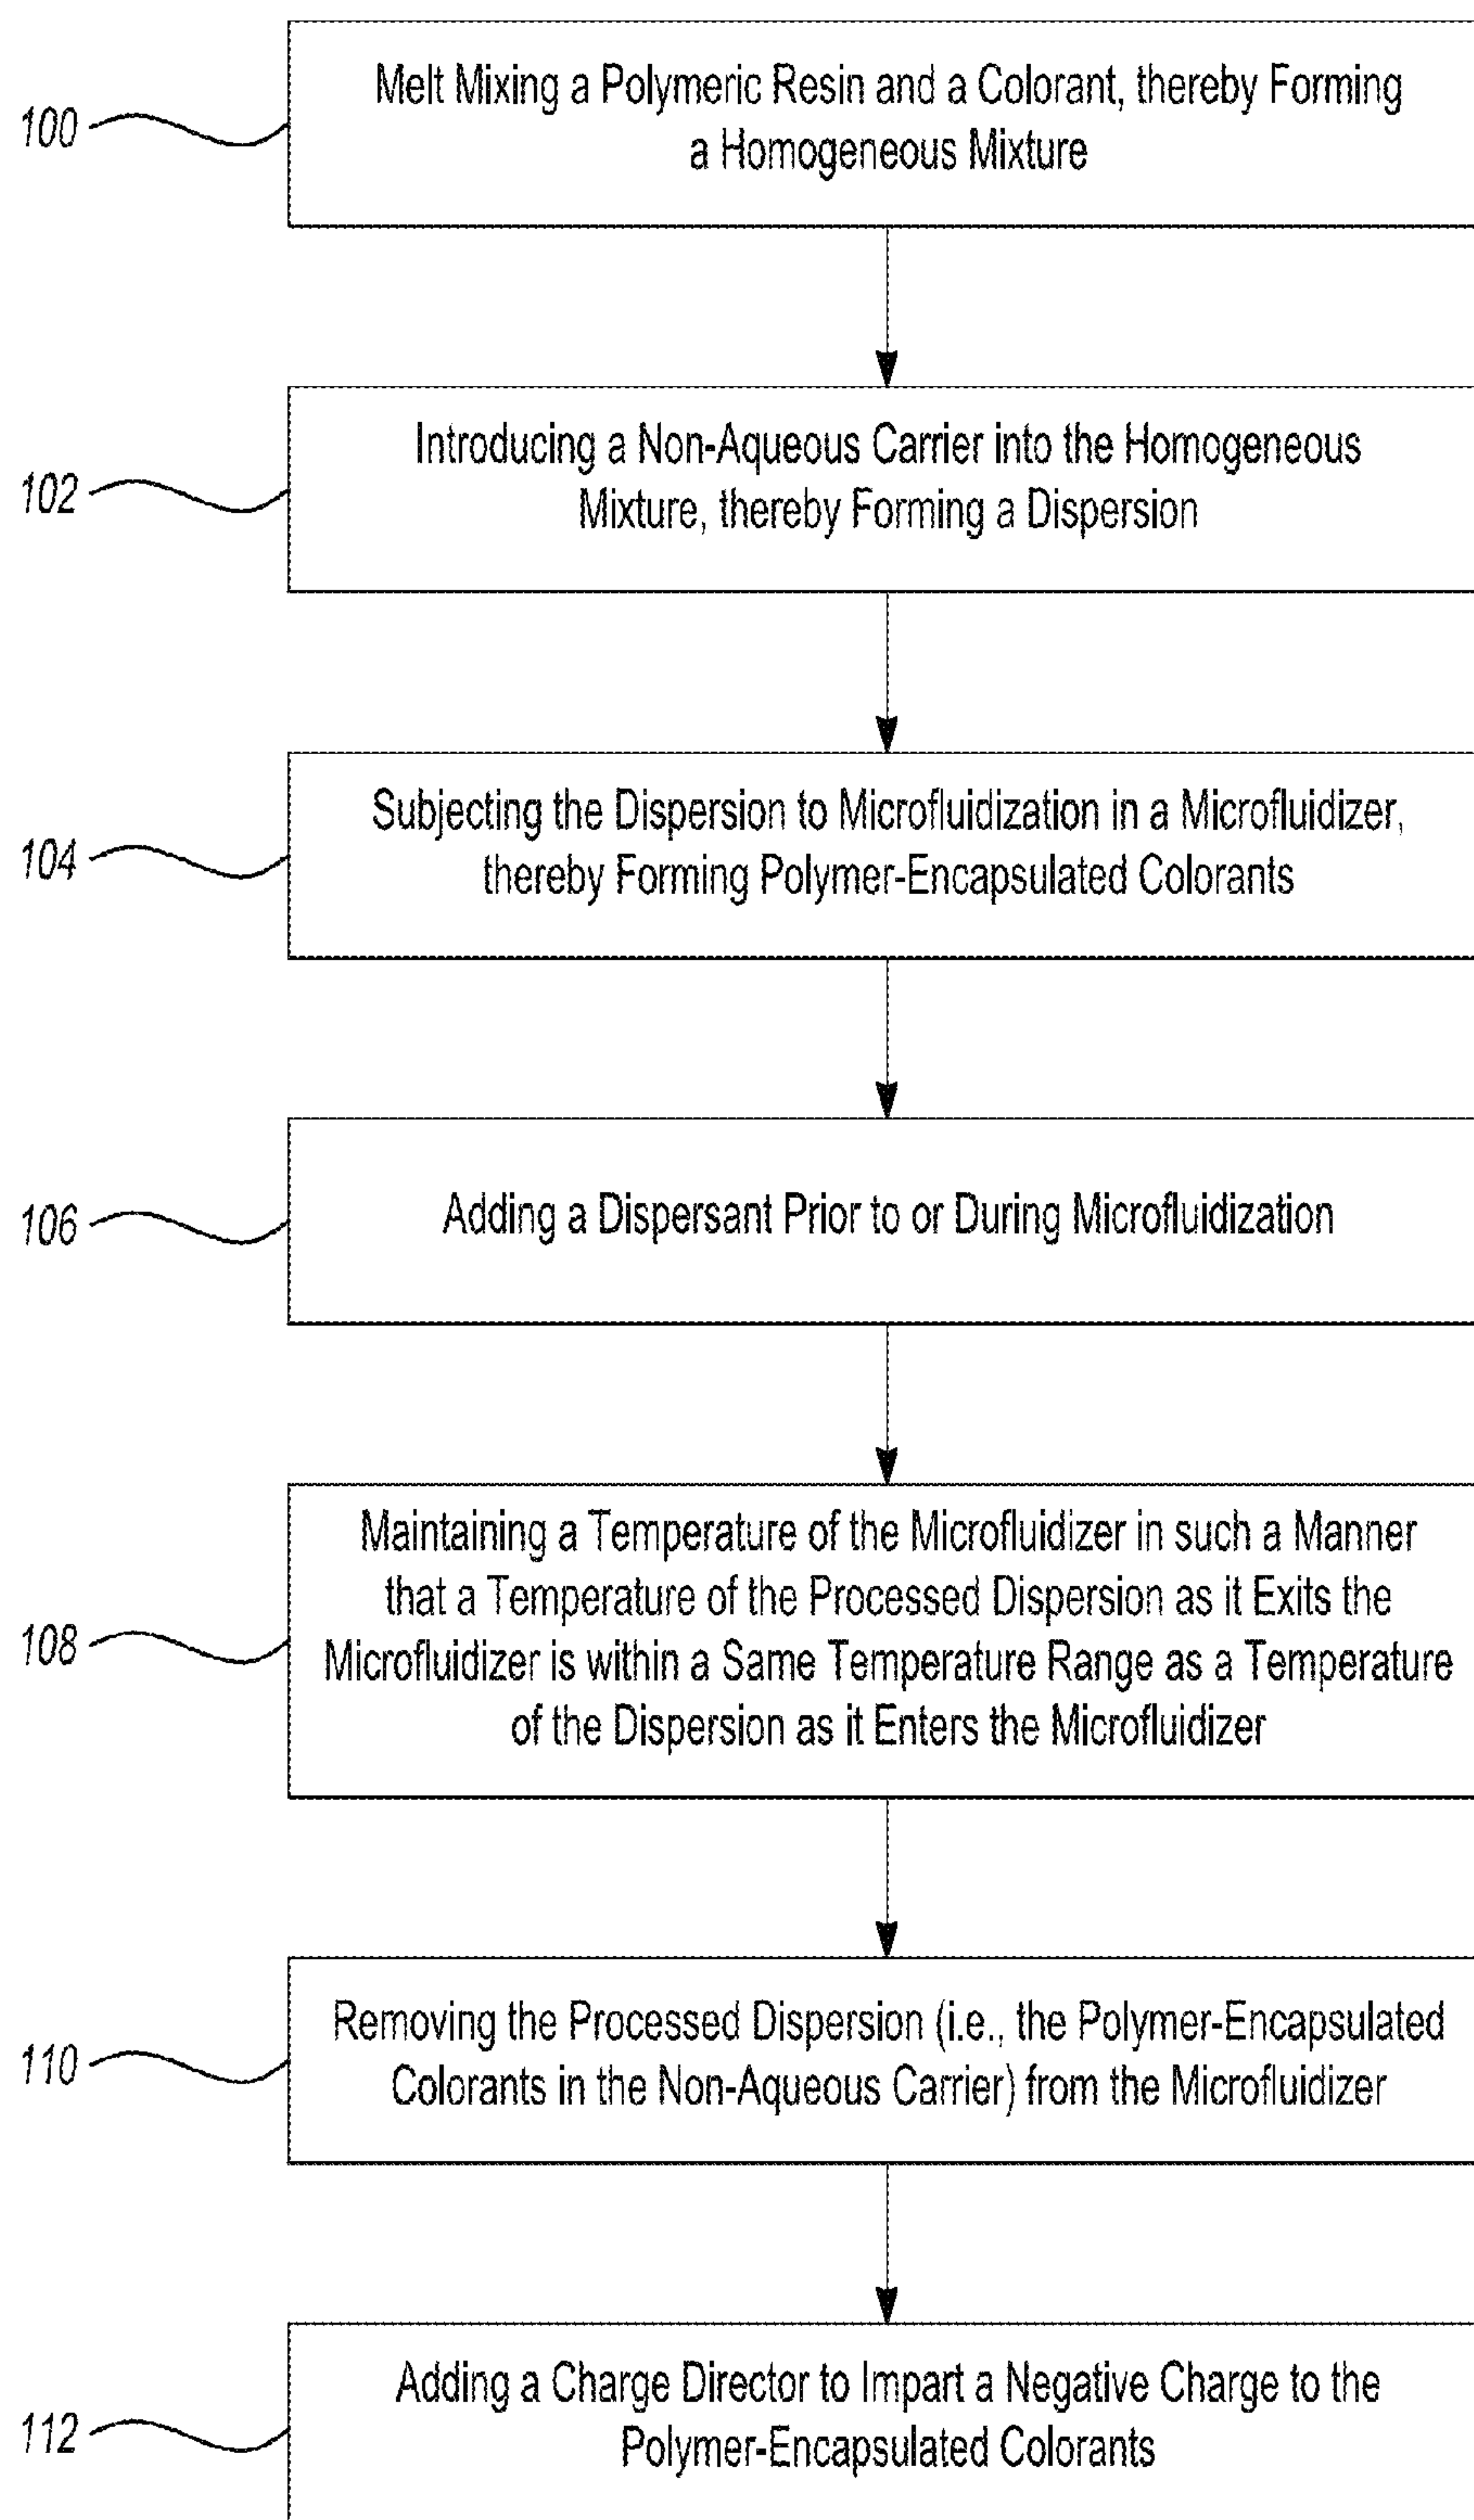 100
Melt Mixing a Polymeric Resin and a Colorant, thereby Forming
a Homogeneous Mixture
102
Introducing a Non-Aqueous Carrier into the Homogeneous
Mixture, thereby Forming a Dispersion
104
Subjecting the Dispersion to Microfluidization in a Microfluidizer,
thereby Forming Polymer-Encapsulated Colorants
106
Adding a Dispersant Prior to or During Microfluidization
108
Maintaining a Temperature of the Microfluidizer in such a Manner
that a Temperature of the Processed Dispersion as it Exits the
Microfluidizer is within a Same Temperature Range as a Temperature
of the Dispersion as it Enters the Microfluidizer
110
Removing the Processed Dispersion (i.e., the Polymer-Encapsulated
Colorants in the Non-Aqueous Carrier) from the Microfluidizer
112
Adding a Charge Director to Impart a Negative Charge to the
Polymer-Encapsulated Colorants